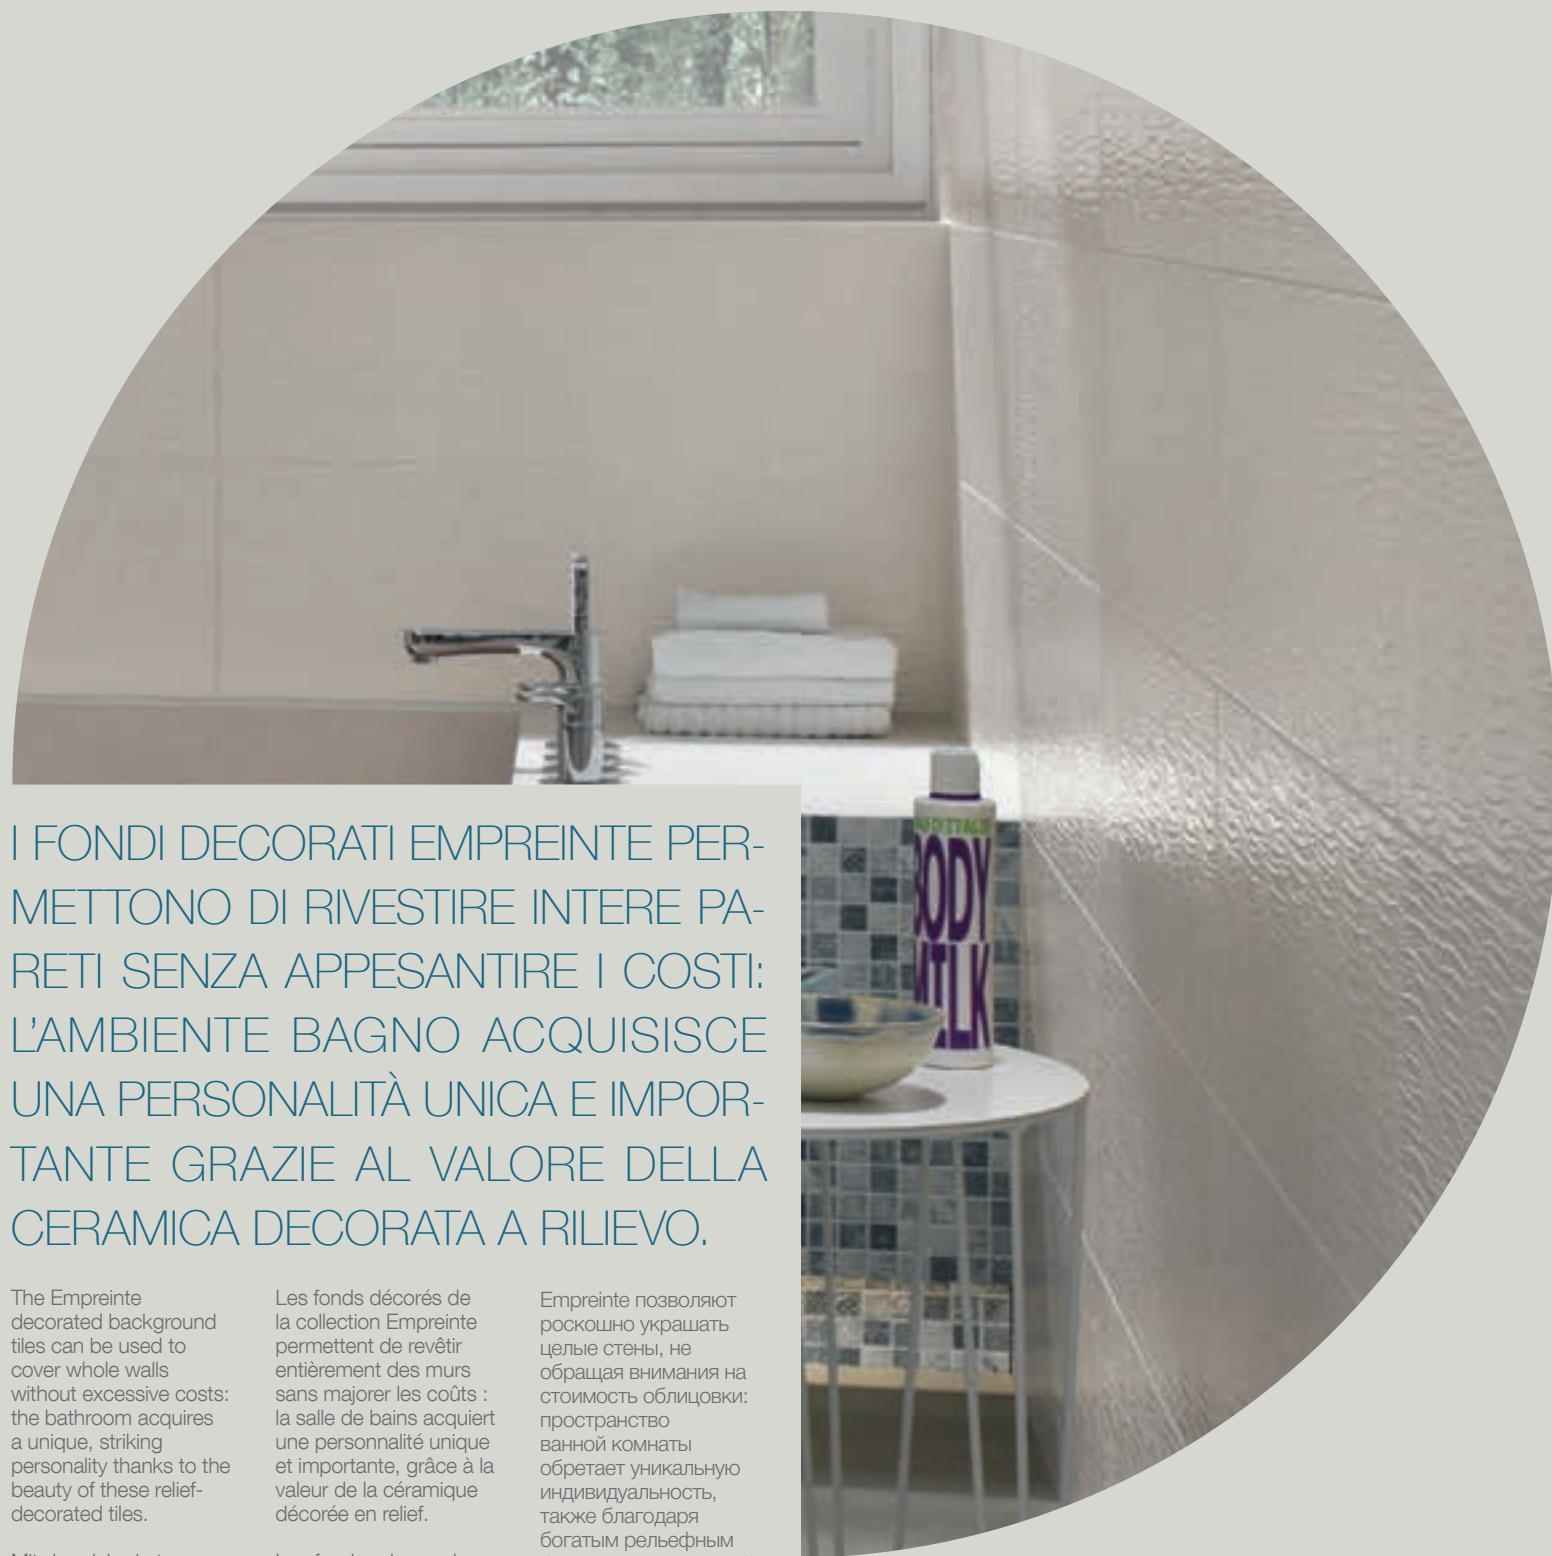 I FONDI DECORATI EMPREINTE PER-
METTONO DI RIVESTIRE INTERE PA-
RETI SENZA APPESANTIRE I COSTI:
L'AMBIENTE BAGNO ACQUISISCE
UNA PERSONALITÀ UNICA E IMPOR-
TANTE GRAZIE AL VALORE DELLA
CERAMICA DECORATA A RILIEVO.
The Empreinte
decorated background
tiles can be used to
cover whole walls
without excessive costs:
the bathroom acquires
a unique, striking
personality thanks to the
beauty of these relief-
decorated tiles.
Les fonds décorés de
la collection Empreinte
permettent de revêtir
entièrement des murs
sans majorer les coûts :
la salle de bains acquiert
une personnalité unique
et importante, grâce à la
valeur de la céramique
décorée en relief.
Empreinte позволяют
роскошно украшать
целые стены, не
обращая внимания на
стоимость облицовки:
пространство
ванной комнаты
обретает уникальную
индивидуальность,
также благодаря
богатым рельефным
BODY
MILK